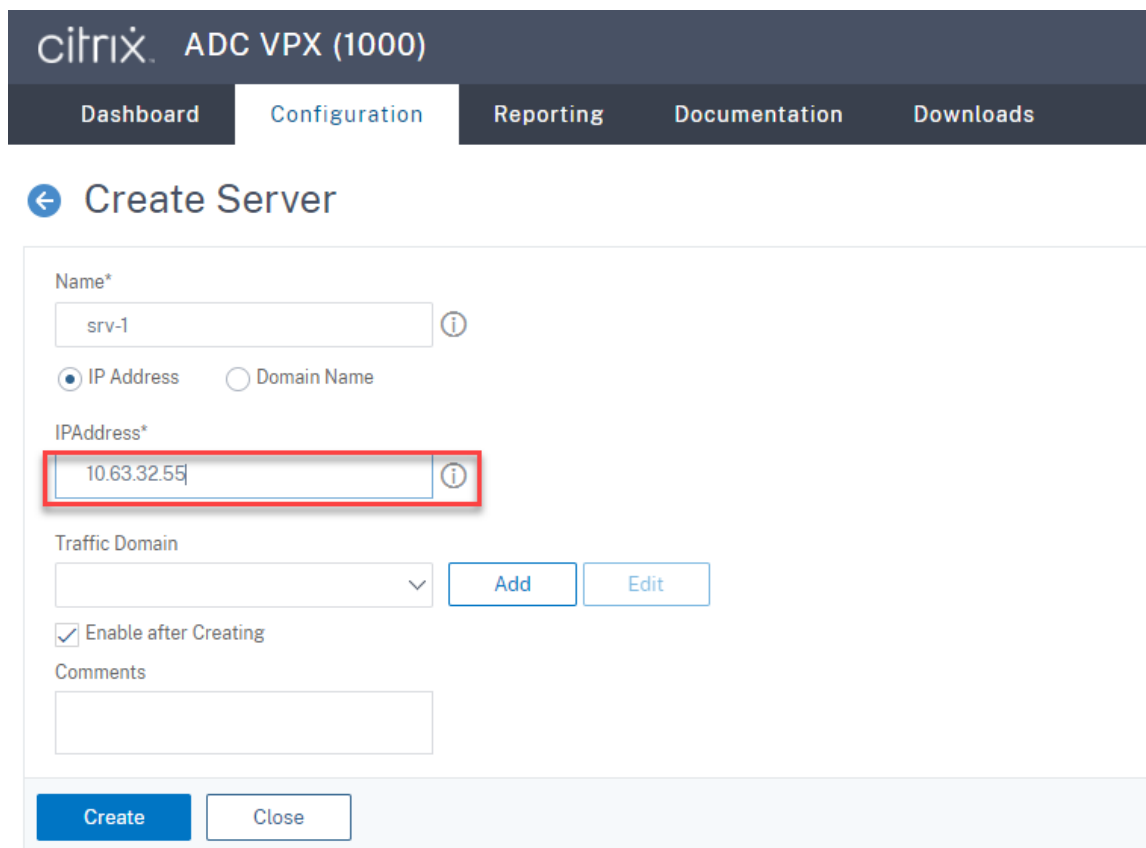 citrix. ADC VPX (1000)
Dashboard Configuration Reporting Documentation Downloads
Create Server
Name*
srv-1
IP Address Domain Name
IPAddress*
10.63.32.55
Traffic Domain
Add Edit
Enable after Creating
Comments
Create Close